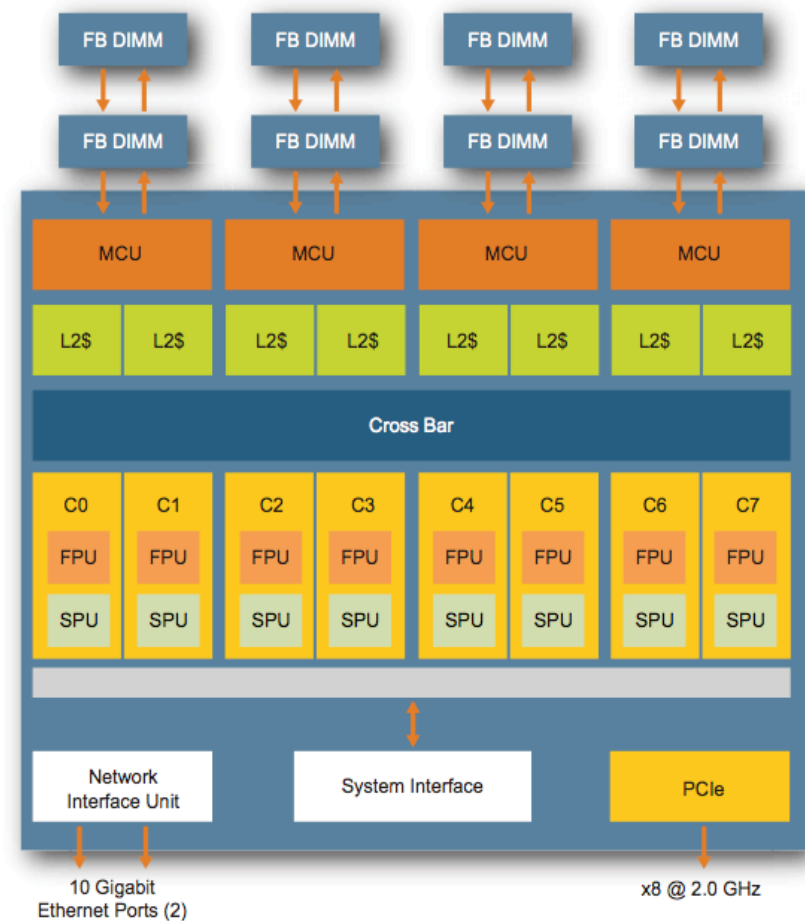 FB DIMM
FB DIMM
FB DIMM
FB DIMM
FB DIMM
FB DIMM
FB DIMM
FB DIMM
MCU
MCU
MCU
MCU
L2$
L2$
L2$
L2$
L2$
L2$
L2$
L2$
Cross Bar
C0
C1
C2
C3
C4
C5
C6
C7
FPU
FPU
FPU
FPU
FPU
FPU
FPU
FPU
SPU
SPU
SPU
SPU
SPU
SPU
SPU
SPU
Network
Interface Unit
System Interface
PCIe
10 Gigabit
Ethernet Ports (2)
x8 @ 2.0 GHz